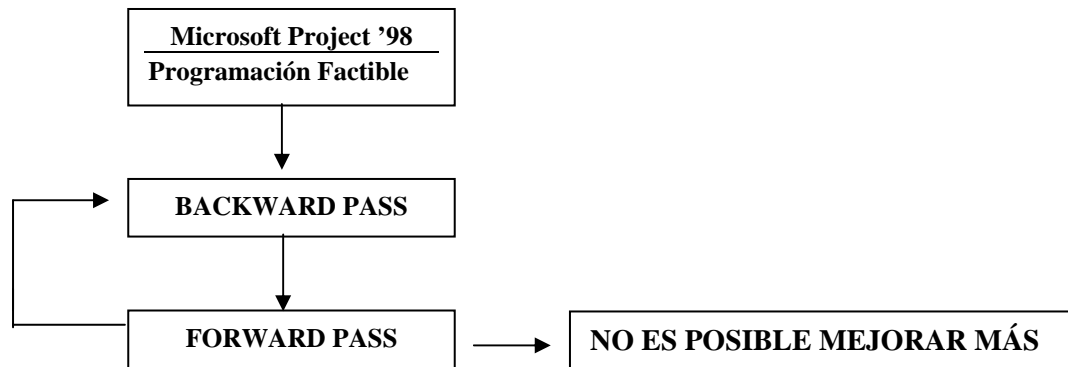 Microsoft Project ’98
Programación Factible
BACKWARD PASS
FORWARD PASS
NO ES POSIBLE MEJORAR MÁS